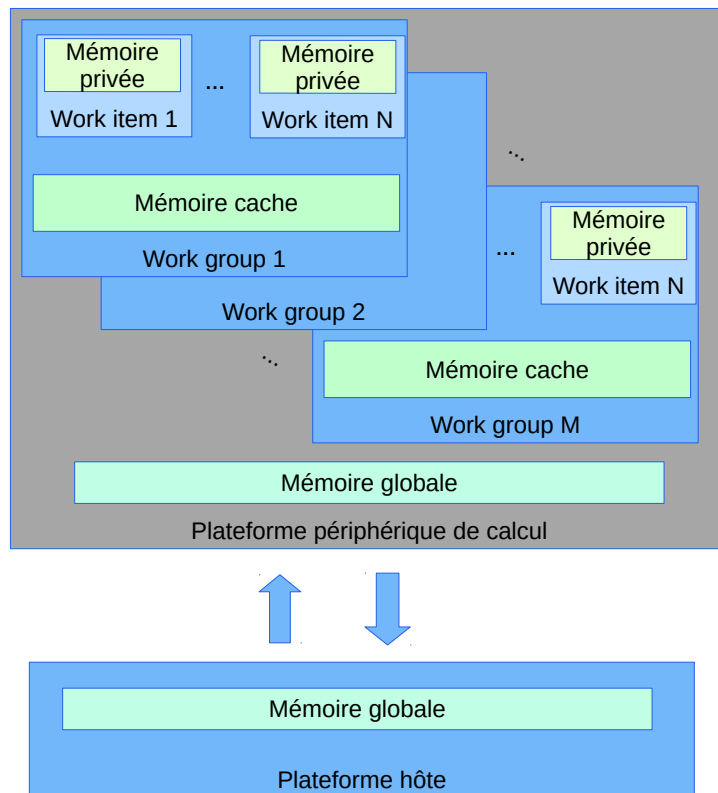 Mémoire
privée
Work item 1
...
Mémoire
privée
Work item N
Mémoire cache
Work group 1
Work group 2
...
...
Mémoire
privée
Work item N
...
Mémoire cache
Work group M
Mémoire globale
Plateforme périphérique de calcul
Mémoire globale
Plateforme hôte